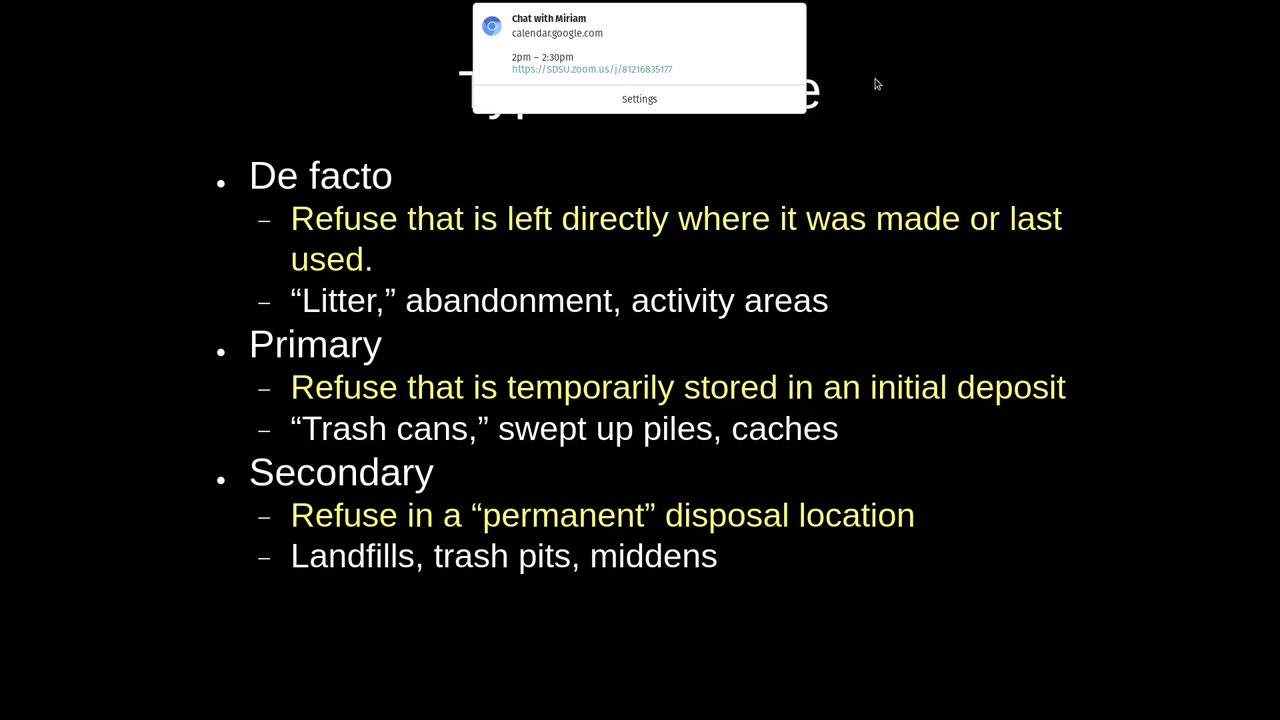 Chat with Miriam
calendar.google.com
2pm – 2:30pm
https://SDSU.zoom.us/j/81216835177
Settings
• De facto
– Refuse that is left directly where it was made or last
used.
– “Litter,” abandonment, activity areas
• Primary
– Refuse that is temporarily stored in an initial deposit
– “Trash cans,” swept up piles, caches
• Secondary
– Refuse in a “permanent” disposal location
– Landfills, trash pits, middens